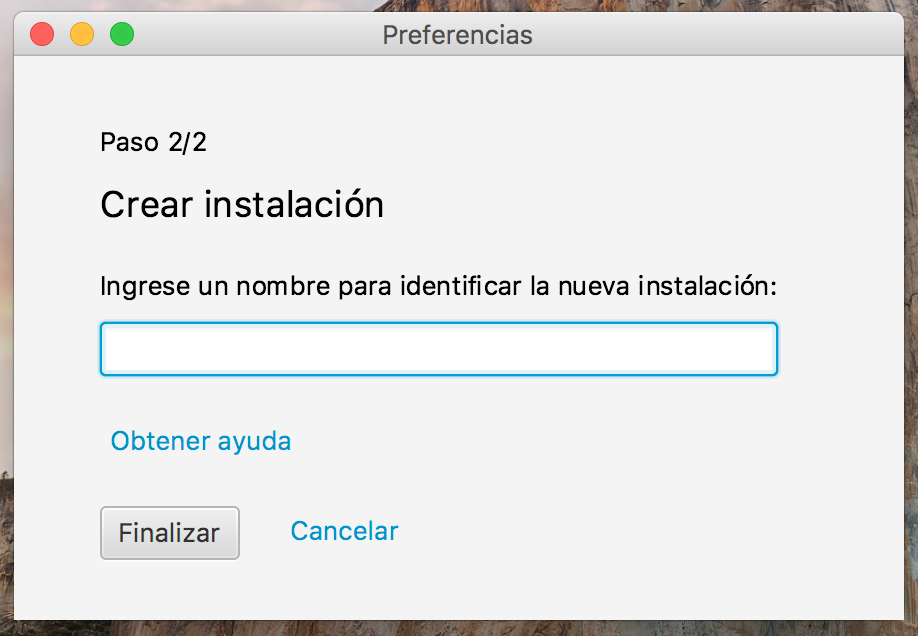 Preferencias
Paso 2/2
Crear instalación
Ingrese un nombre para identificar la nueva instalación:
Obtener ayuda
Finalizar
Cancelar